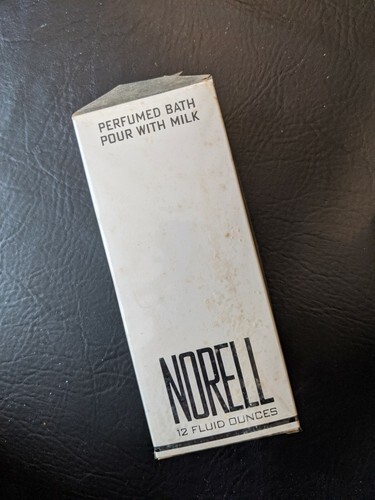 PERFUMED BATH
POUR WITH MILK
NORELL
12 FLUID OUNCES